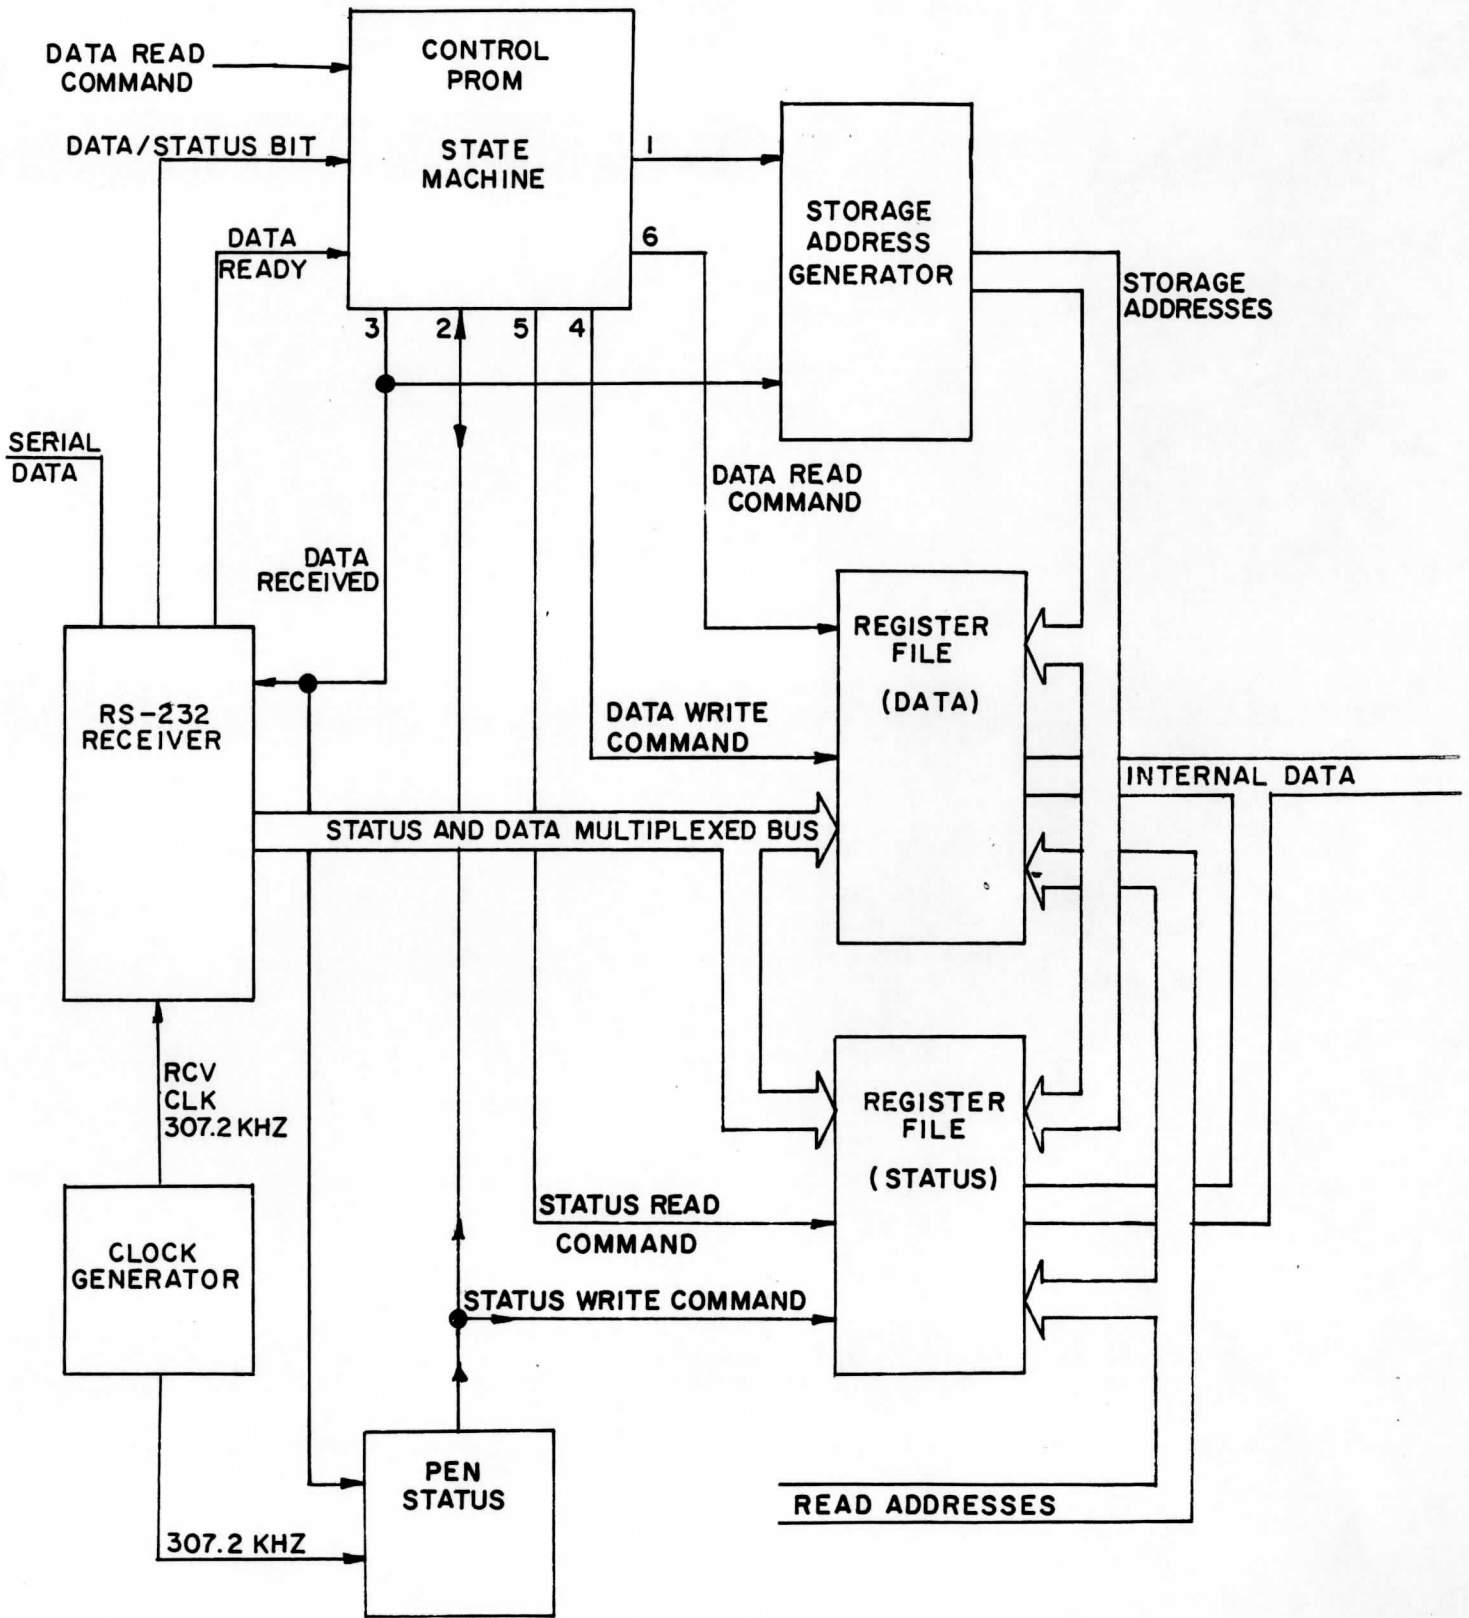 DATA READ
COMMAND
CONTROL
PROM
STATE
MACHINE
DATA/STATUS BIT
1
DATA
READY
6
STORAGE
ADDRESS
GENERATOR
STORAGE
ADDRESSES
3
2
5
4
SERIAL
DATA
DATA READ
COMMAND
DATA
RECEIVED
REGISTER
FILE
(DATA)
RS-232
RECEIVER
DATA WRITE
COMMAND
INTERNAL DATA
STATUS AND DATA MULTIPLEXED BUS
RCV
CLK
307.2 KHZ
REGISTER
FILE
(STATUS)
STATUS READ
COMMAND
CLOCK
GENERATOR
STATUS WRITE COMMAND
PEN
STATUS
READ ADDRESSES
307.2 KHZ